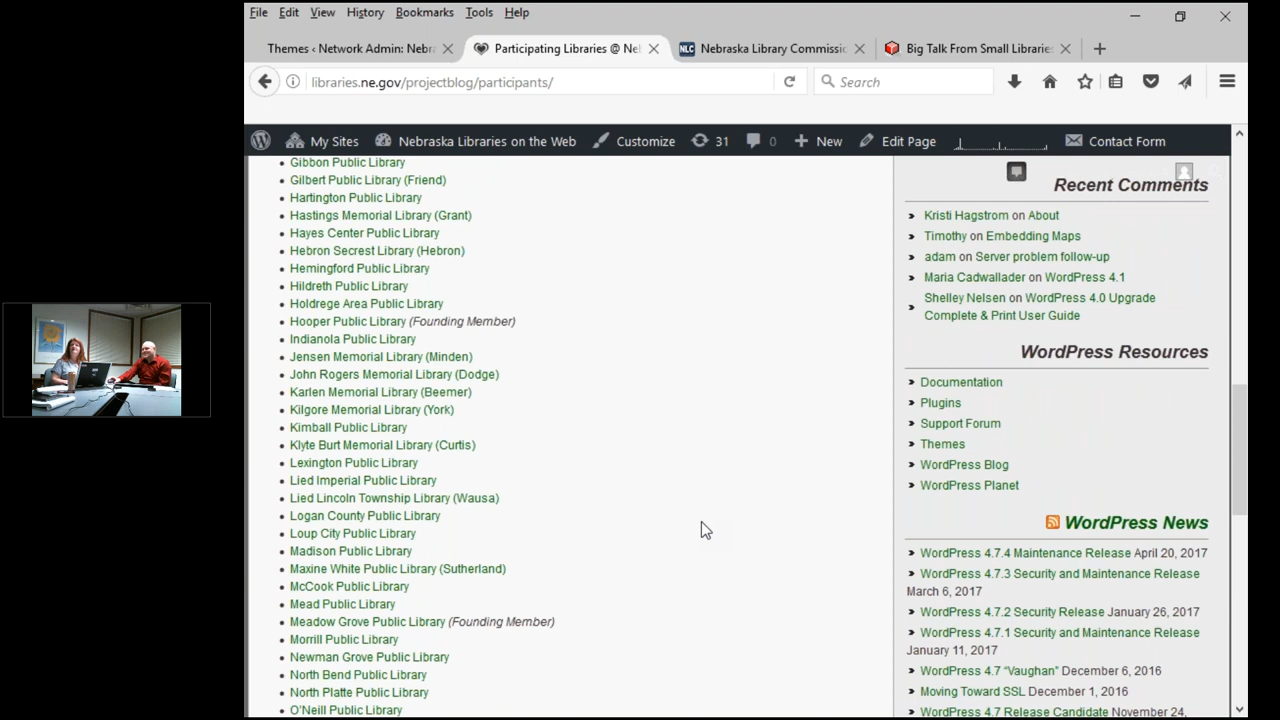 File Edit View History Bookmarks Tools Help
Themes ‹ Network Admin: Nebra
Participating Libraries @ Nel
NLC Nebraska Library Commissio
Big Talk From Small Libraries
libraries.ne.gov/projectblog/participants/
Search
My Sites Nebraska Libraries on the Web Customize 31 0 New Edit Page Contact Form
Gibbon Public Library
Gilbert Public Library (Friend)
Hartington Public Library
Hastings Memorial Library (Grant)
Hayes Center Public Library
Hebron Secrest Library (Hebron)
Hemingford Public Library
Hildreth Public Library
Holdrege Area Public Library
Hooper Public Library (Founding Member)
Indianola Public Library
Jensen Memorial Library (Minden)
John Rogers Memorial Library (Dodge)
Karlen Memorial Library (Beemer)
Kilgore Memorial Library (York)
Kimball Public Library
Klyte Burt Memorial Library (Curtis)
Lexington Public Library
Lied Imperial Public Library
Lied Lincoln Township Library (Wausa)
Logan County Public Library
Loup City Public Library
Madison Public Library
Maxine White Public Library (Sutherland)
McCook Public Library
Mead Public Library
Meadow Grove Public Library (Founding Member)
Morrill Public Library
Newman Grove Public Library
North Bend Public Library
North Platte Public Library
O'Neill Public Library
Recent Comments
Kristi Hagstrom on About
Timothy on Embedding Maps
adam on Server problem follow-up
Maria Cadwallader on WordPress 4.1
Shelley Nelsen on WordPress 4.0 Upgrade
Complete & Print User Guide
WordPress Resources
Documentation
Plugins
Support Forum
Themes
WordPress Blog
WordPress Planet
WordPress News
WordPress 4.7.4 Maintenance Release April 20, 2017
WordPress 4.7.3 Security and Maintenance Release
March 6, 2017
WordPress 4.7.2 Security Release January 26, 2017
WordPress 4.7.1 Security and Maintenance Release
January 11, 2017
WordPress 4.7 “Vaughan” December 6, 2016
Moving Toward SSL December 1, 2016
WordPress 4.7 Release Candidate November 24,